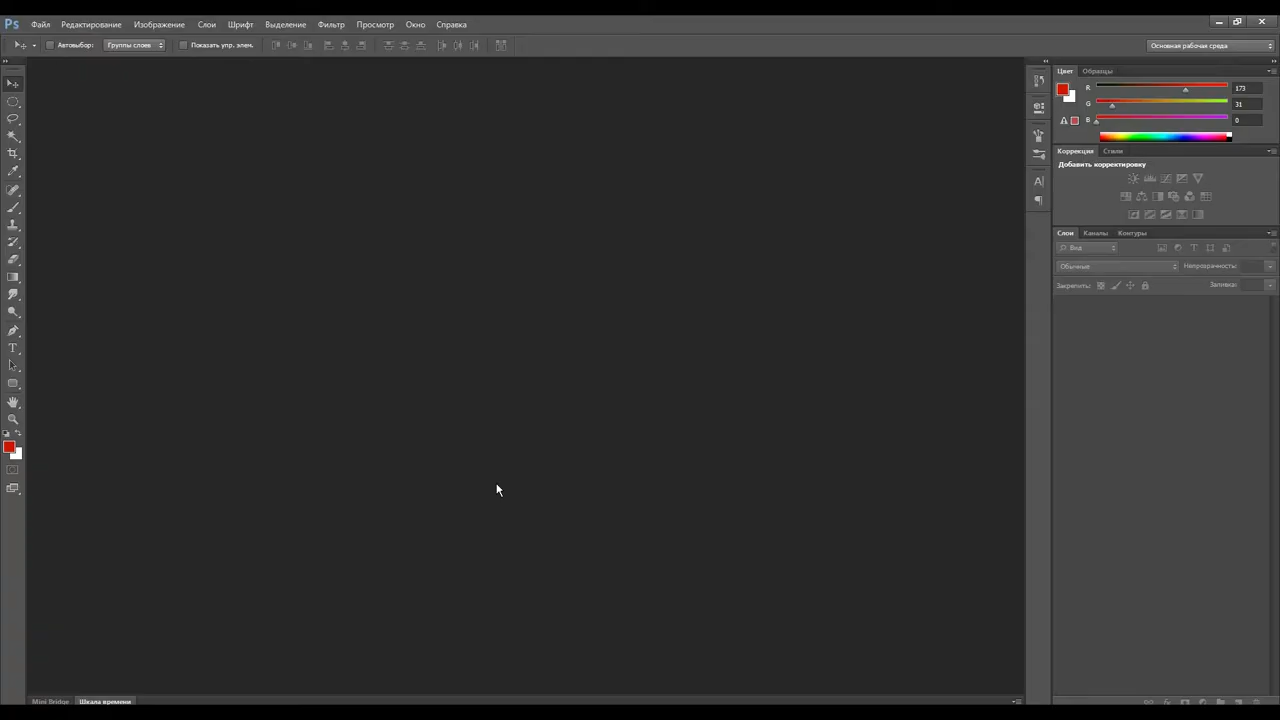 Ps Файл Редактирование Изображение Слои Шрифт Выделение Фильтр Просмотр Окно Справка
Автовыбор: Группы слоев Показать упр. элем. Основная рабочая среда
Цвет Образцы
R 173
G 31
B 0
Коррекция Стили
Добавить корректировку
Слои Каналы Контуры
Вид
Обычные Непрозрачность:
Закрепить: Заливка:
Mini Bridge Шкала времени